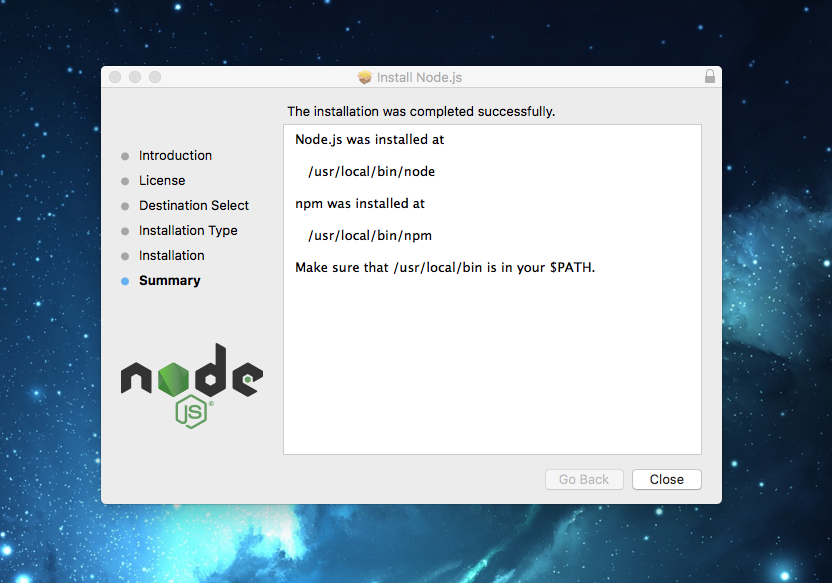 Install Node.js
The installation was completed successfully.
Introduction
License
Destination Select
Installation Type
Installation
Summary
Node.js was installed at
/usr/local/bin/node
npm was installed at
/usr/local/bin/npm
Make sure that /usr/local/bin is in your $PATH.
node
JS®
Go Back
Close